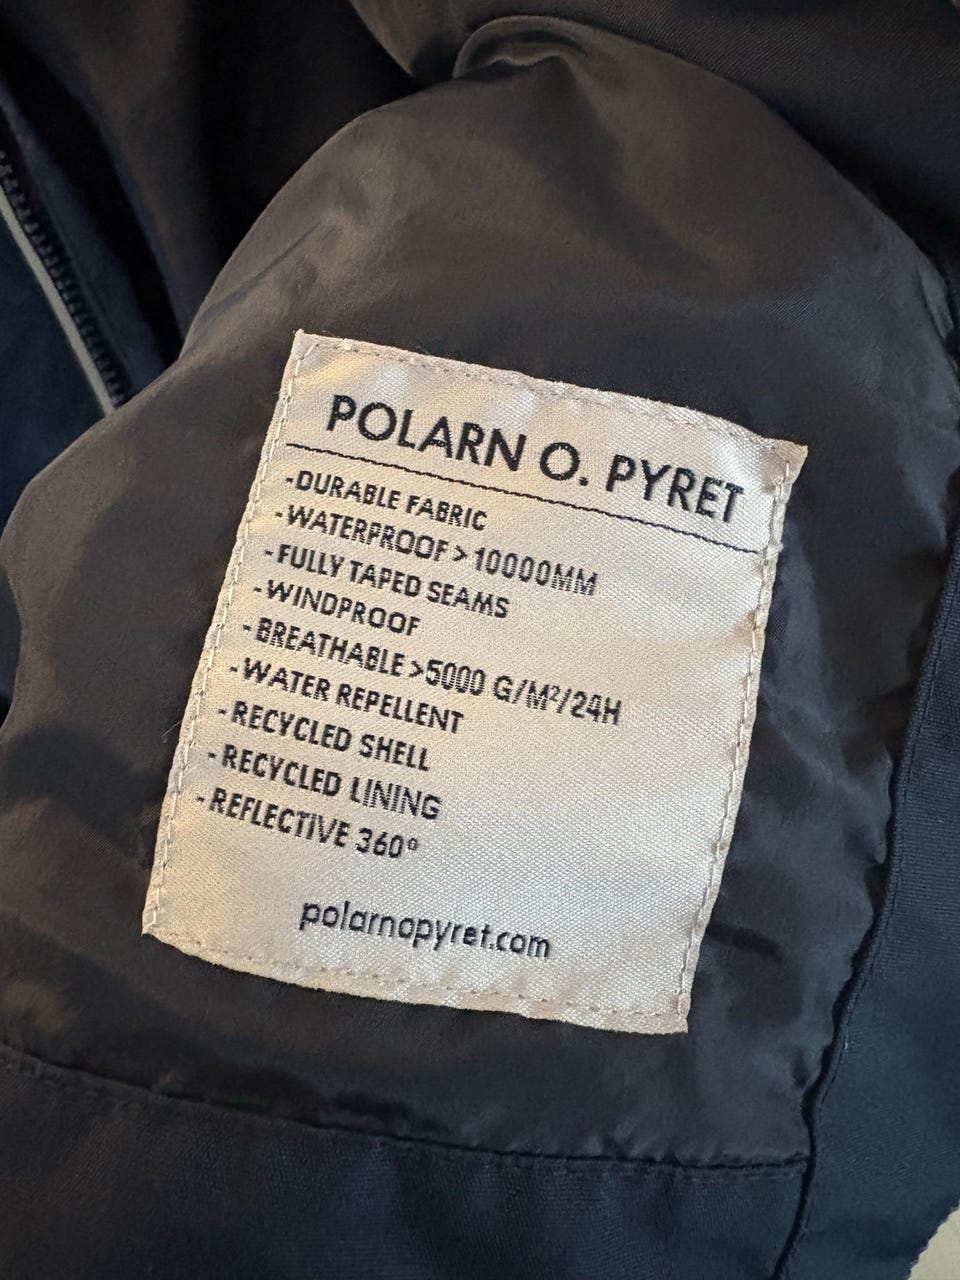 POLARN O. PYRET
-DURABLE FABRIC
-WATERPROOF > 10000MM
-FULLY TAPED SEAMS
-WINDPROOF
-BREATHABLE >5000 G/M²/24H
-WATER REPELLENT
-RECYCLED SHELL
-RECYCLED LINING
-REFLECTIVE 360°
polarnopyret.com